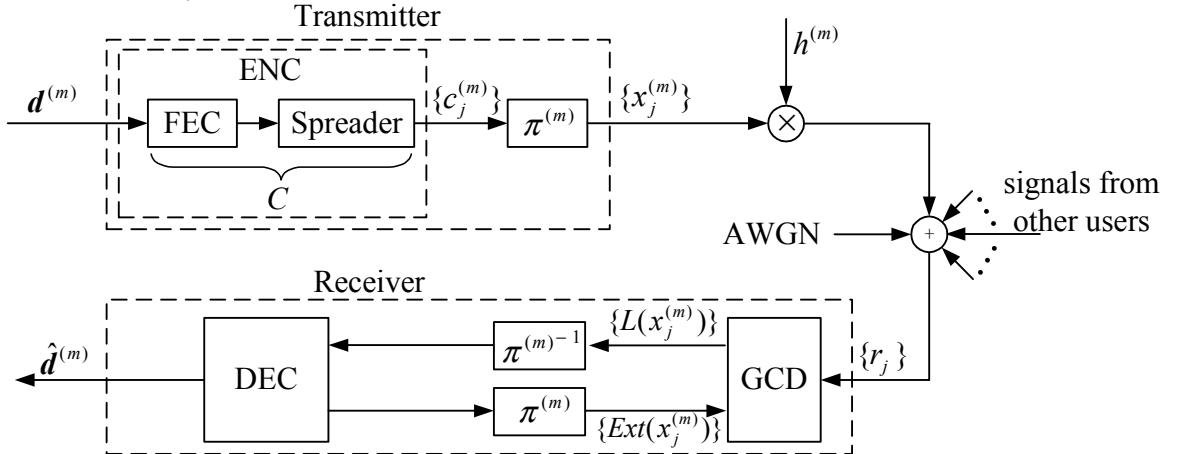 Transmitter
ENC
d^(m)
FEC
Spreader
{c_j^(m)}
π^(m)
{x_j^(m)}
h^(m)
×
C
signals from
other users
AWGN
+
Receiver
{L(x_j^(m))}
π^(m)-1
{r_j}
d̂^(m)
DEC
GCD
π^(m)
{Ext(x_j^(m)}